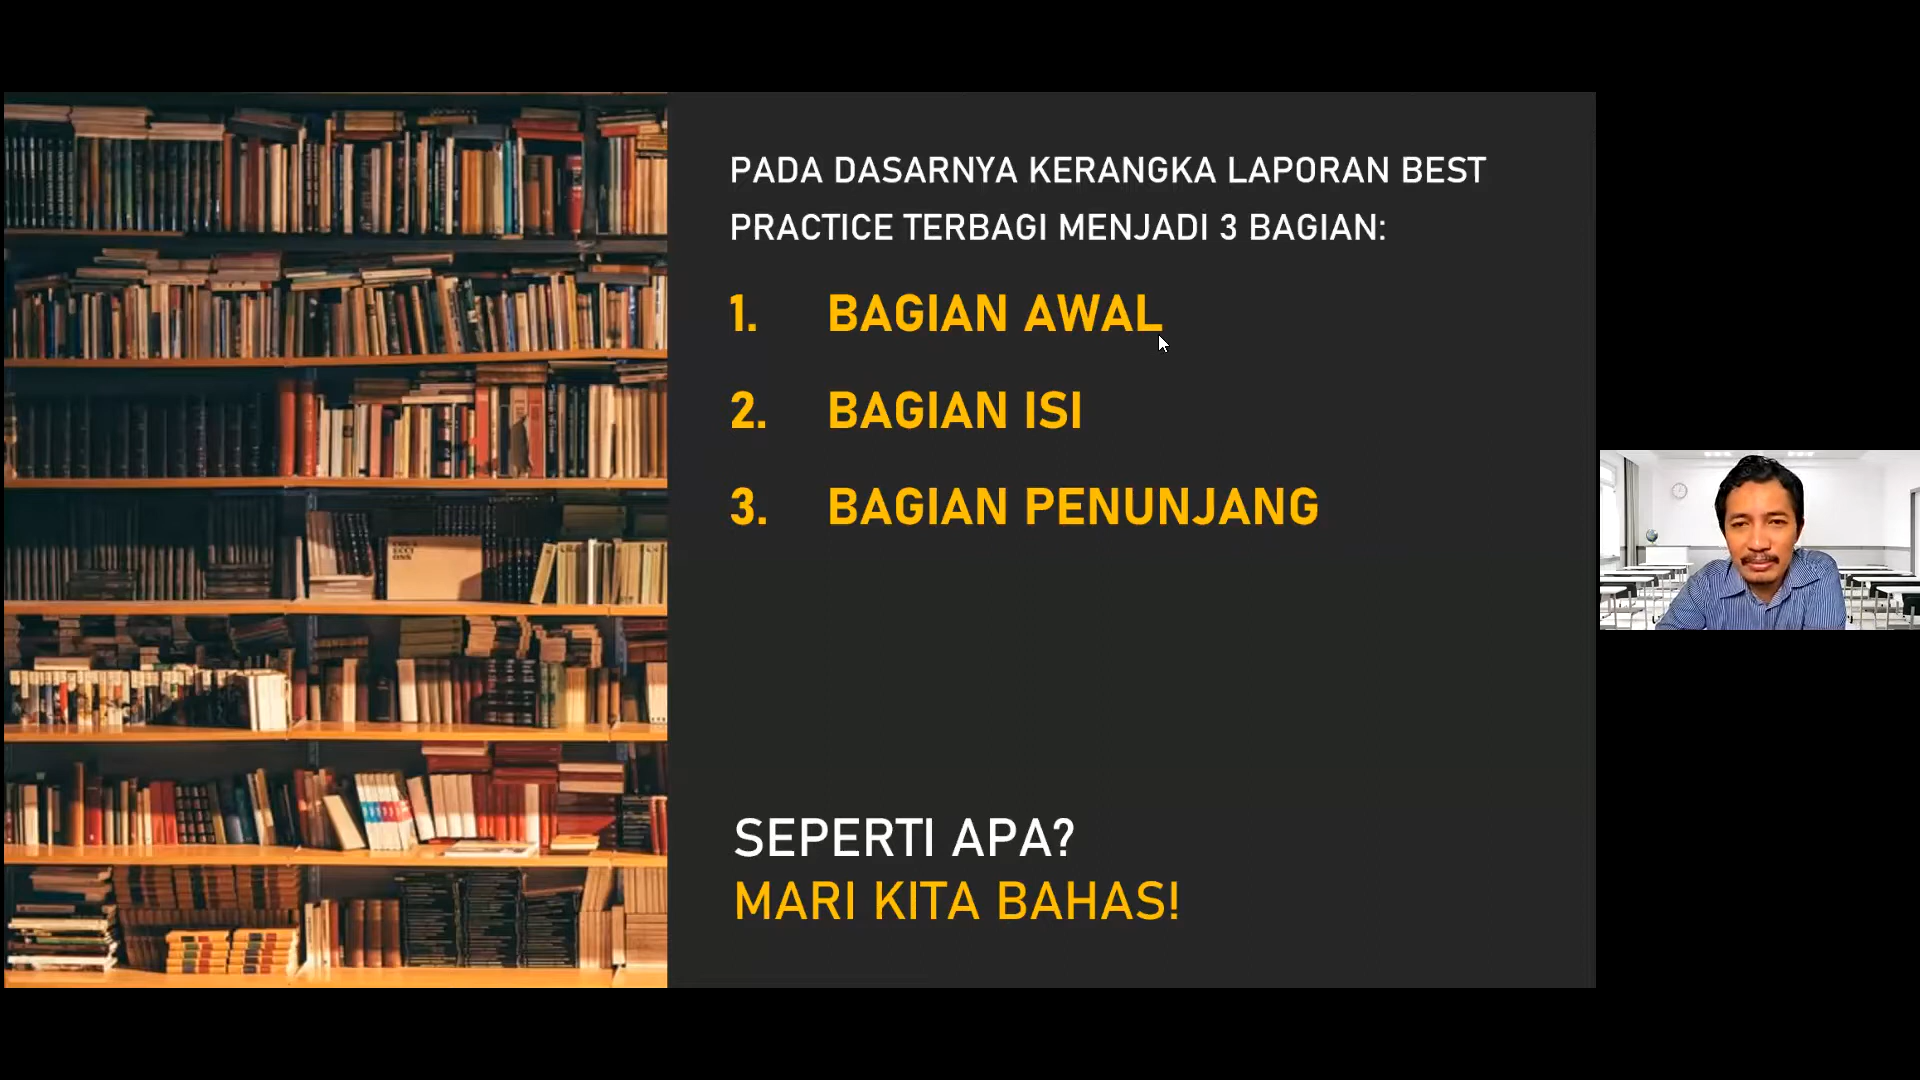 PADA DASARNYA KERANGKA LAPORAN BEST
PRACTICE TERBAGI MENJADI 3 BAGIAN:
1. BAGIAN AWAL
2. BAGIAN ISI
3. BAGIAN PENUNJANG
SEPERTI APA?
MARI KITA BAHAS!